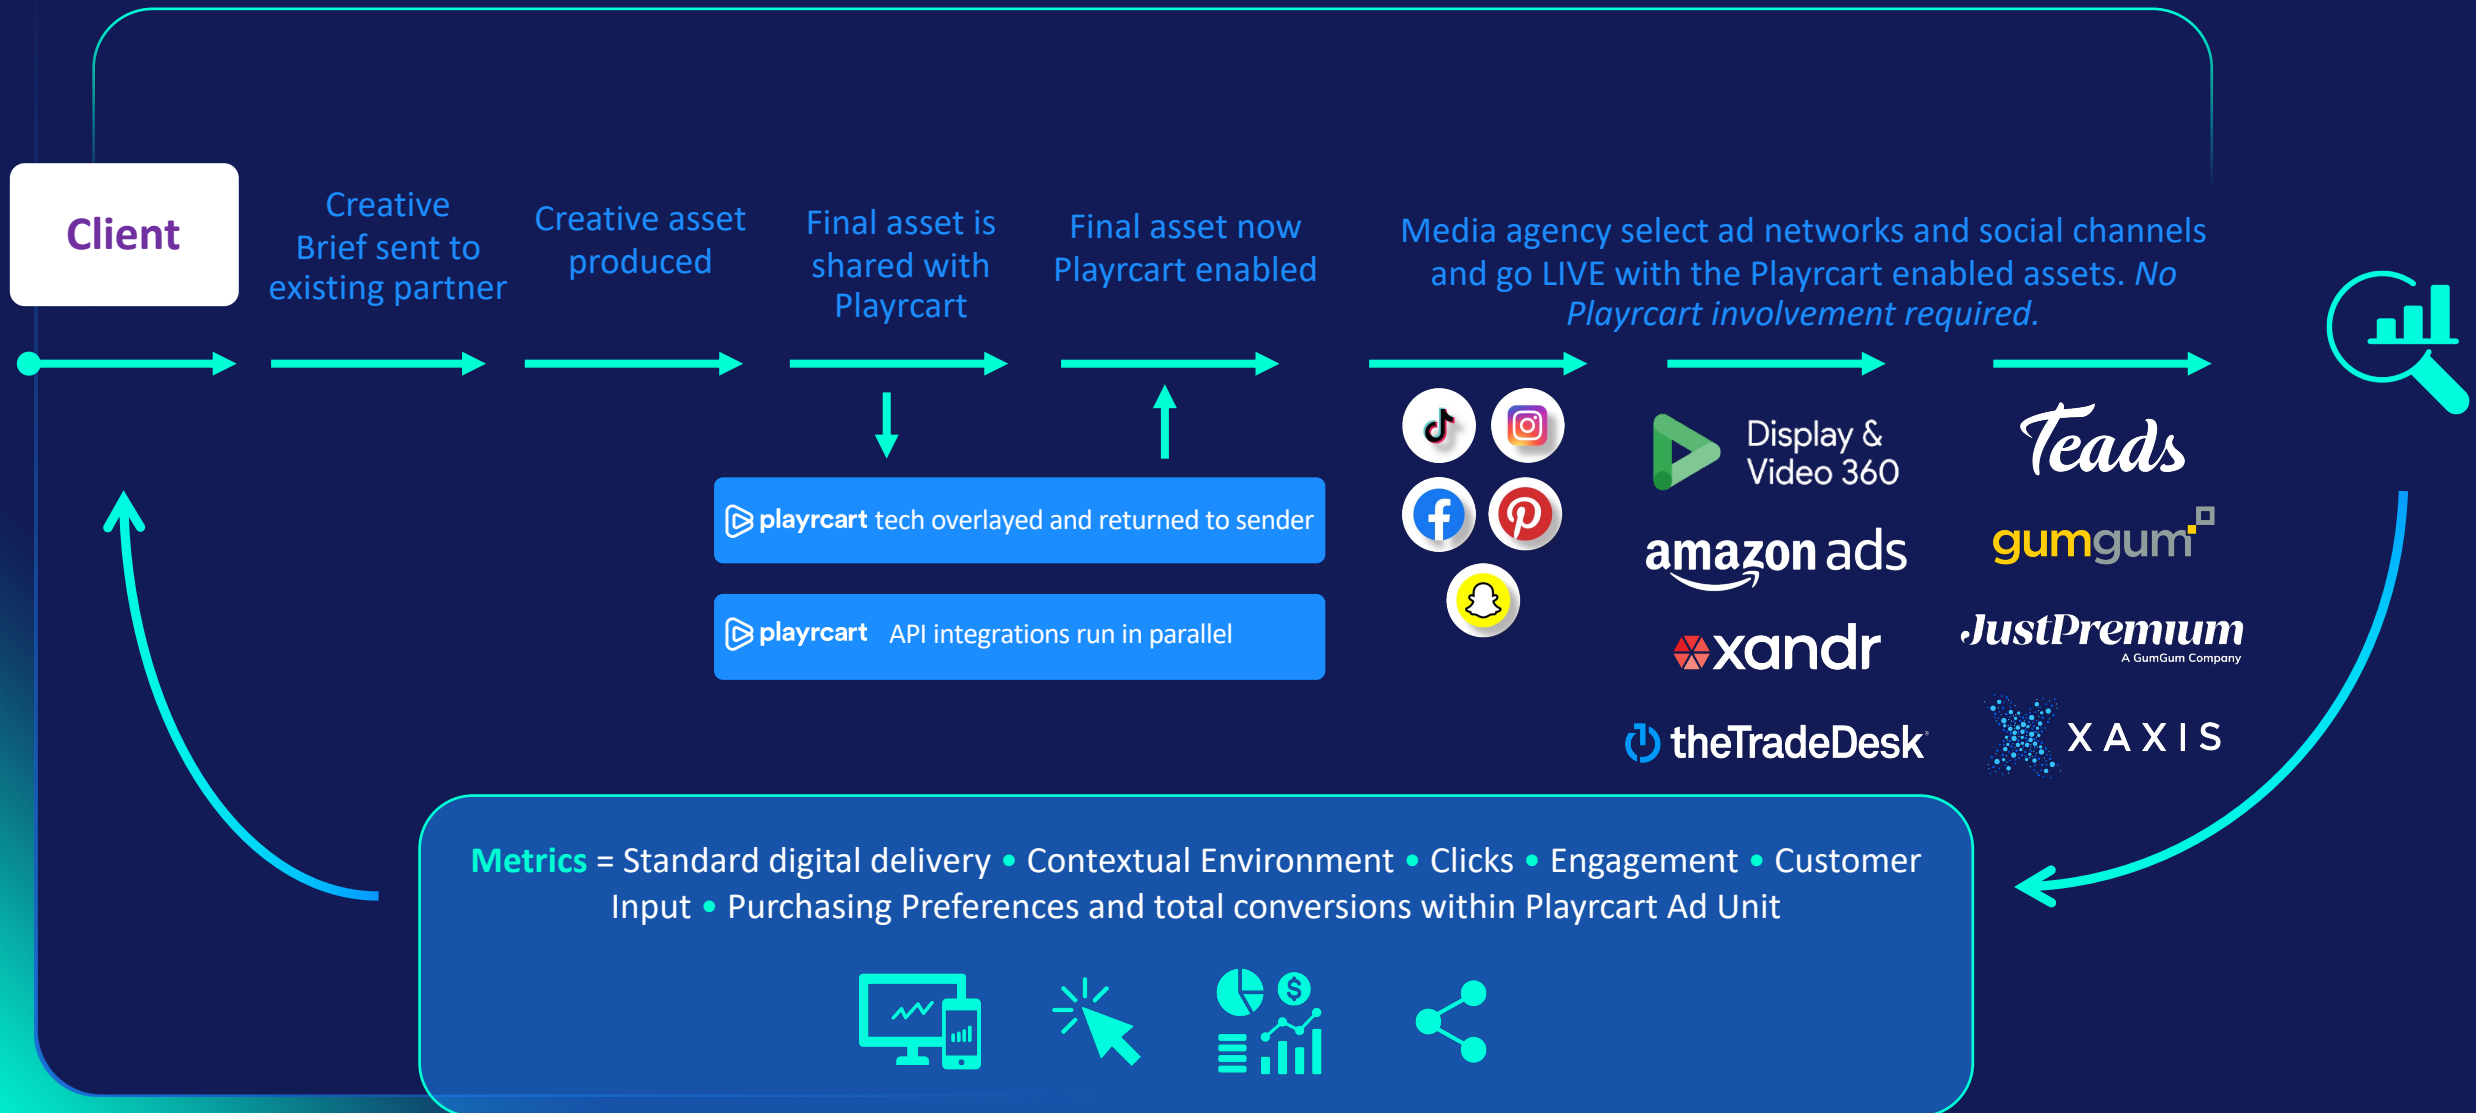 Client
Creative
Brief sent to
existing partner
Creative asset
produced
Final asset is
shared with
Playrcart
Final asset now
Playrcart enabled
Media agency select ad networks and social channels
and go LIVE with the Playrcart enabled assets. No
Playrcart involvement required.
playrcart tech overlayed and returned to sender
playrcart API integrations run in parallel
Display &
Video 360
amazon ads
xandr
theTradeDesk
Teads
gumgum
JustPremium
A GumGum Company
XAXIS
Metrics = Standard digital delivery • Contextual Environment • Clicks • Engagement • Customer
Input • Purchasing Preferences and total conversions within Playrcart Ad Unit